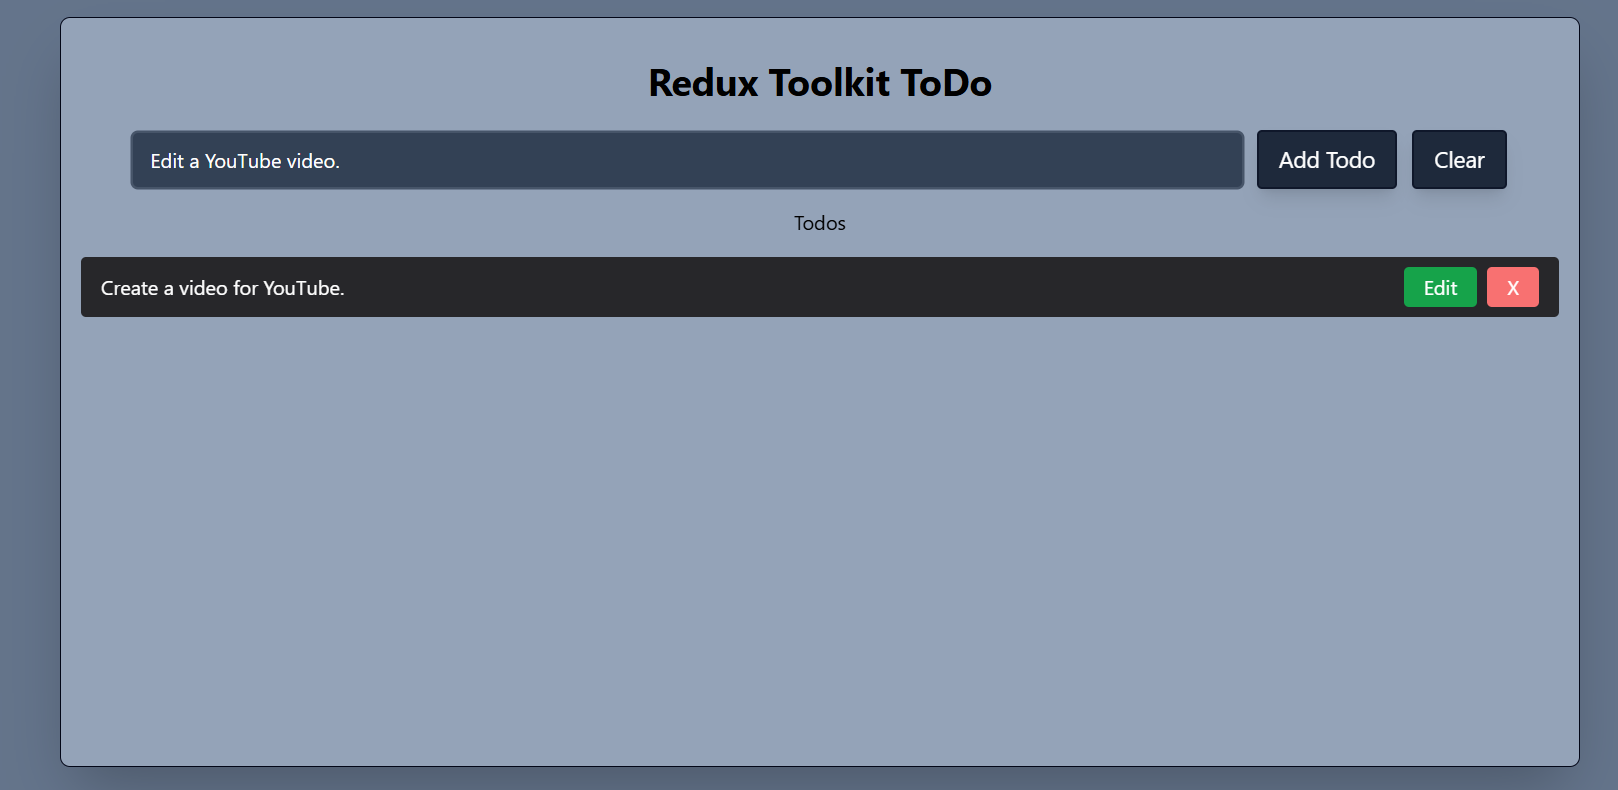 Redux Toolkit ToDo
Edit a YouTube video. Add Todo Clear
Todos
Create a video for YouTube. Edit X